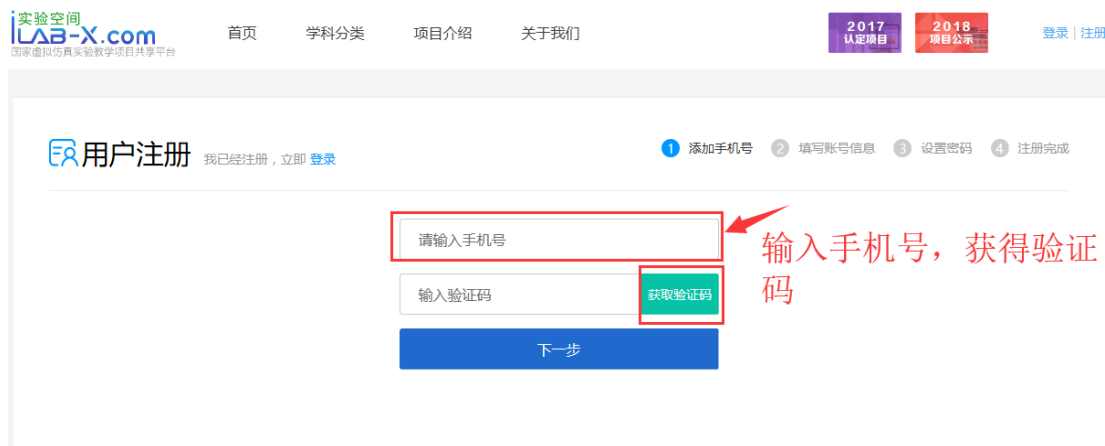 实验空间
ILAB-X.com
国家虚拟仿真实验教学项目共享平台
首页 学科分类 项目介绍 关于我们
2017
认定项目
2018
项目公示
登录 | 注册
用户注册 我已经注册,立即 登录
1 添加手机号 2 填写账号信息 3 设置密码 4 注册完成
请输入手机号
输入验证码 获取验证码
下一步
输入手机号,获得验证
码